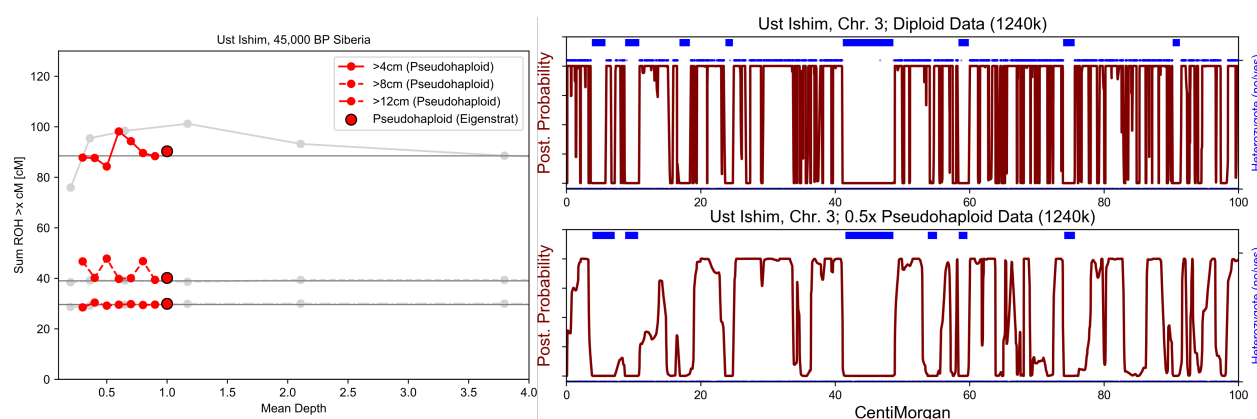 Ust Ishim, 45,000 BP Siberia
Sum ROH >x cM [cM]
120
100
80
60
40
20
0
>4cm (Pseudohaploid)
>8cm (Pseudohaploid)
>12cm (Pseudohaploid)
Pseudohaploid (Eigenstrat)
0.5
1.0
1.5
2.0
2.5
3.0
3.5
4.0
Mean Depth
Ust Ishim, Chr. 3; Diploid Data (1240k)
Post. Probability
0
20
40
60
80
100
Ust Ishim, Chr. 3; 0.5x Pseudohaploid Data (1240k)
Post. Probability
0
20
40
60
80
100
CentiMorgan